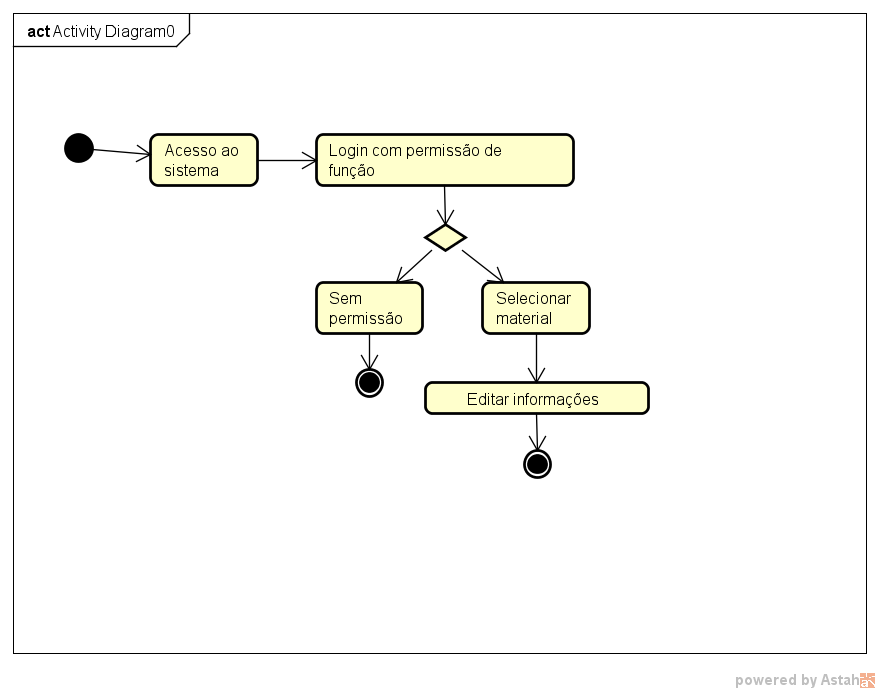 act Activity Diagram0
Acesso ao
sistema
Login com permissão de
função
Sem
permissão
Selecionar
material
Editar informações
powered by Astah